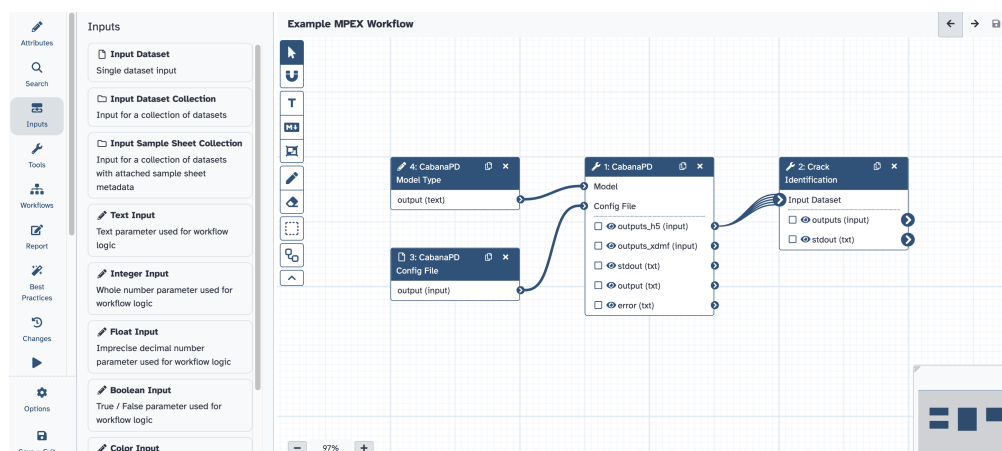 Attributes
Search
Inputs
Tools
Workflows
Report
Best
Practices
Changes
Options
Save + Exit
Inputs
Input Dataset
Single dataset input
Input Dataset Collection
Input for a collection of datasets
Input Sample Sheet Collection
Input for a collection of datasets
with attached sample sheet
metadata
Text Input
Text parameter used for workflow
logic
Integer Input
Whole number parameter used for
workflow logic
Float Input
Imprecise decimal number
parameter used for workflow logic
Boolean Input
True / False parameter used for
workflow logic
Color Input
Example MPEX Workflow
T
M
4: CabanaPD
Model Type
output (text)
3: CabanaPD
Config File
output (input)
1: CabanaPD
Model
Config File
outputs_h5 (input)
outputs_xdmf (input)
stdout (txt)
output (txt)
error (txt)
2: Crack
Identification
Input Dataset
outputs (input)
stdout (txt)
97%